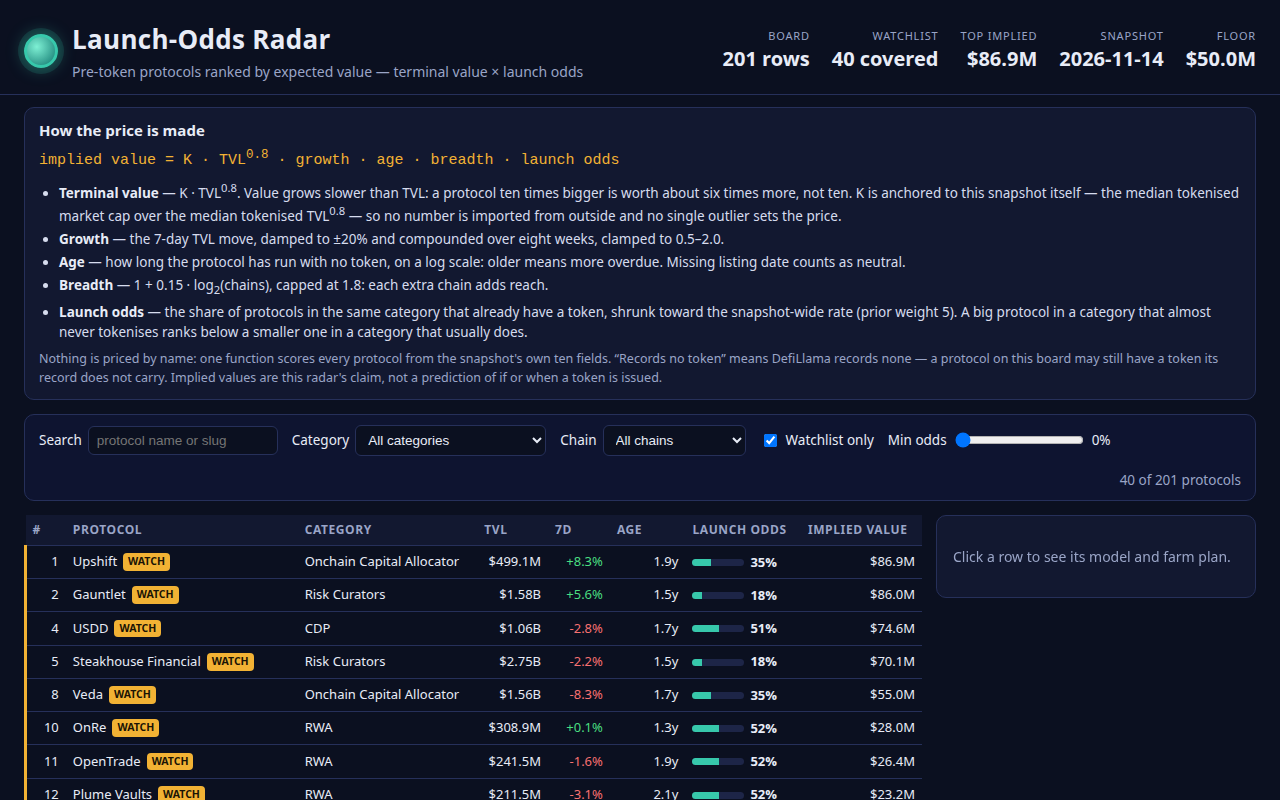 Launch-Odds Radar
Pre-token protocols ranked by expected value — terminal value × launch odds
BOARD
201 rows
WATCHLIST
40 covered
TOP IMPLIED
$86.9M
SNAPSHOT
2026-11-14
FLOOR
$50.0M
How the price is made
implied value = K · TVL^0.8 · growth · age · breadth · launch odds
• Terminal value — K · TVL^0.8. Value grows slower than TVL: a protocol ten times bigger is worth about six times more, not ten. K is anchored to this snapshot itself — the median tokenised
market cap over the median tokenised TVL^0.8 — so no number is imported from outside and no single outlier sets the price.
• Growth — the 7-day TVL move, damped to ±20% and compounded over eight weeks, clamped to 0.5–2.0.
• Age — how long the protocol has run with no token, on a log scale: older means more overdue. Missing listing date counts as neutral.
• Breadth — 1 + 0.15 · log₂(chains), capped at 1.8: each extra chain adds reach.
• Launch odds — the share of protocols in the same category that already have a token, shrunk toward the snapshot-wide rate (prior weight 5). A big protocol in a category that almost
never tokenises ranks below a smaller one in a category that usually does.
Nothing is priced by name: one function scores every protocol from the snapshot's own ten fields. “Records no token” means DefiLlama records none — a protocol on this board may still have a token its
record does not carry. Implied values are this radar's claim, not a prediction of if or when a token is issued.
Search protocol name or slug Category All categories Chain All chains Watchlist only Min odds 0%
40 of 201 protocols
# PROTOCOL CATEGORY TVL 7D AGE LAUNCH ODDS IMPLIED VALUE
1 Upshift WATCH Onchain Capital Allocator $499.1M +8.3% 1.9y 35% $86.9M
2 Gauntlet WATCH Risk Curators $1.58B +5.6% 1.5y 18% $86.0M
4 USDD WATCH CDP $1.06B -2.8% 1.7y 51% $74.6M
5 Steakhouse Financial WATCH Risk Curators $2.75B -2.2% 1.5y 18% $70.1M
8 Veda WATCH Onchain Capital Allocator $1.56B -8.3% 1.7y 35% $55.0M
10 OnRe WATCH RWA $308.9M +0.1% 1.3y 52% $28.0M
11 OpenTrade WATCH RWA $241.5M -1.6% 1.9y 52% $26.4M
12 Plume Vaults WATCH RWA $211.5M -3.1% 2.1y 52% $23.2M
Click a row to see its model and farm plan.